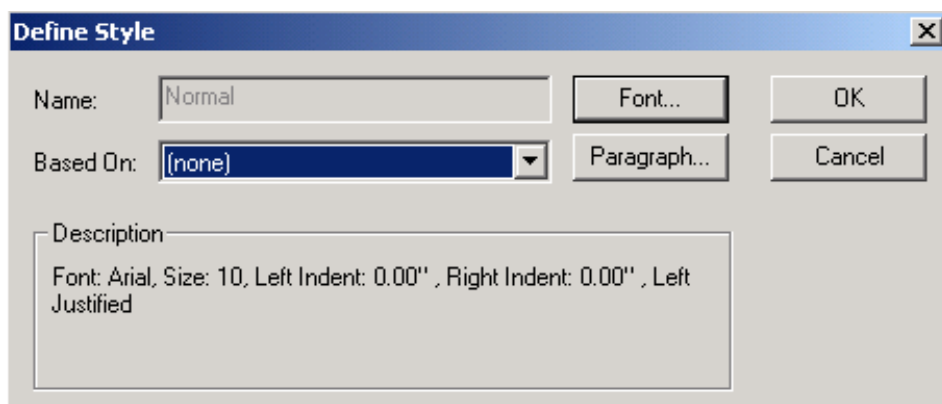 Define Style
Name: Normal Font... OK
Based On: (none) Paragraph... Cancel
Description
Font: Arial, Size: 10, Left Indent: 0.00'' , Right Indent: 0.00'' , Left
Justified